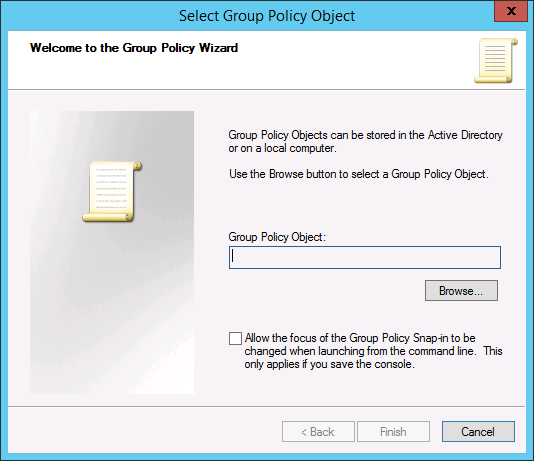 Select Group Policy Object
Welcome to the Group Policy Wizard
Group Policy Objects can be stored in the Active Directory
or on a local computer.
Use the Browse button to select a Group Policy Object.
Group Policy Object:
Browse...
Allow the focus of the Group Policy Snap-in to be
changed when launching from the command line.  This
only applies if you save the console.
< Back
Finish
Cancel